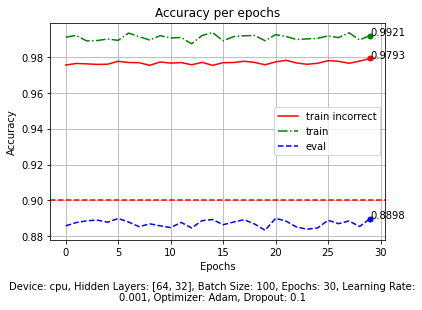 Accuracy per epochs
0.9921
0.9793
0.98
0.96
0.94
0.92
0.90
0.88
Accuracy
train incorrect
train
eval
0.8898
0 5 10 15 20 25 30
Epochs
Device: cpu, Hidden Layers: [64, 32], Batch Size: 100, Epochs: 30, Learning Rate:
0.001, Optimizer: Adam, Dropout: 0.1